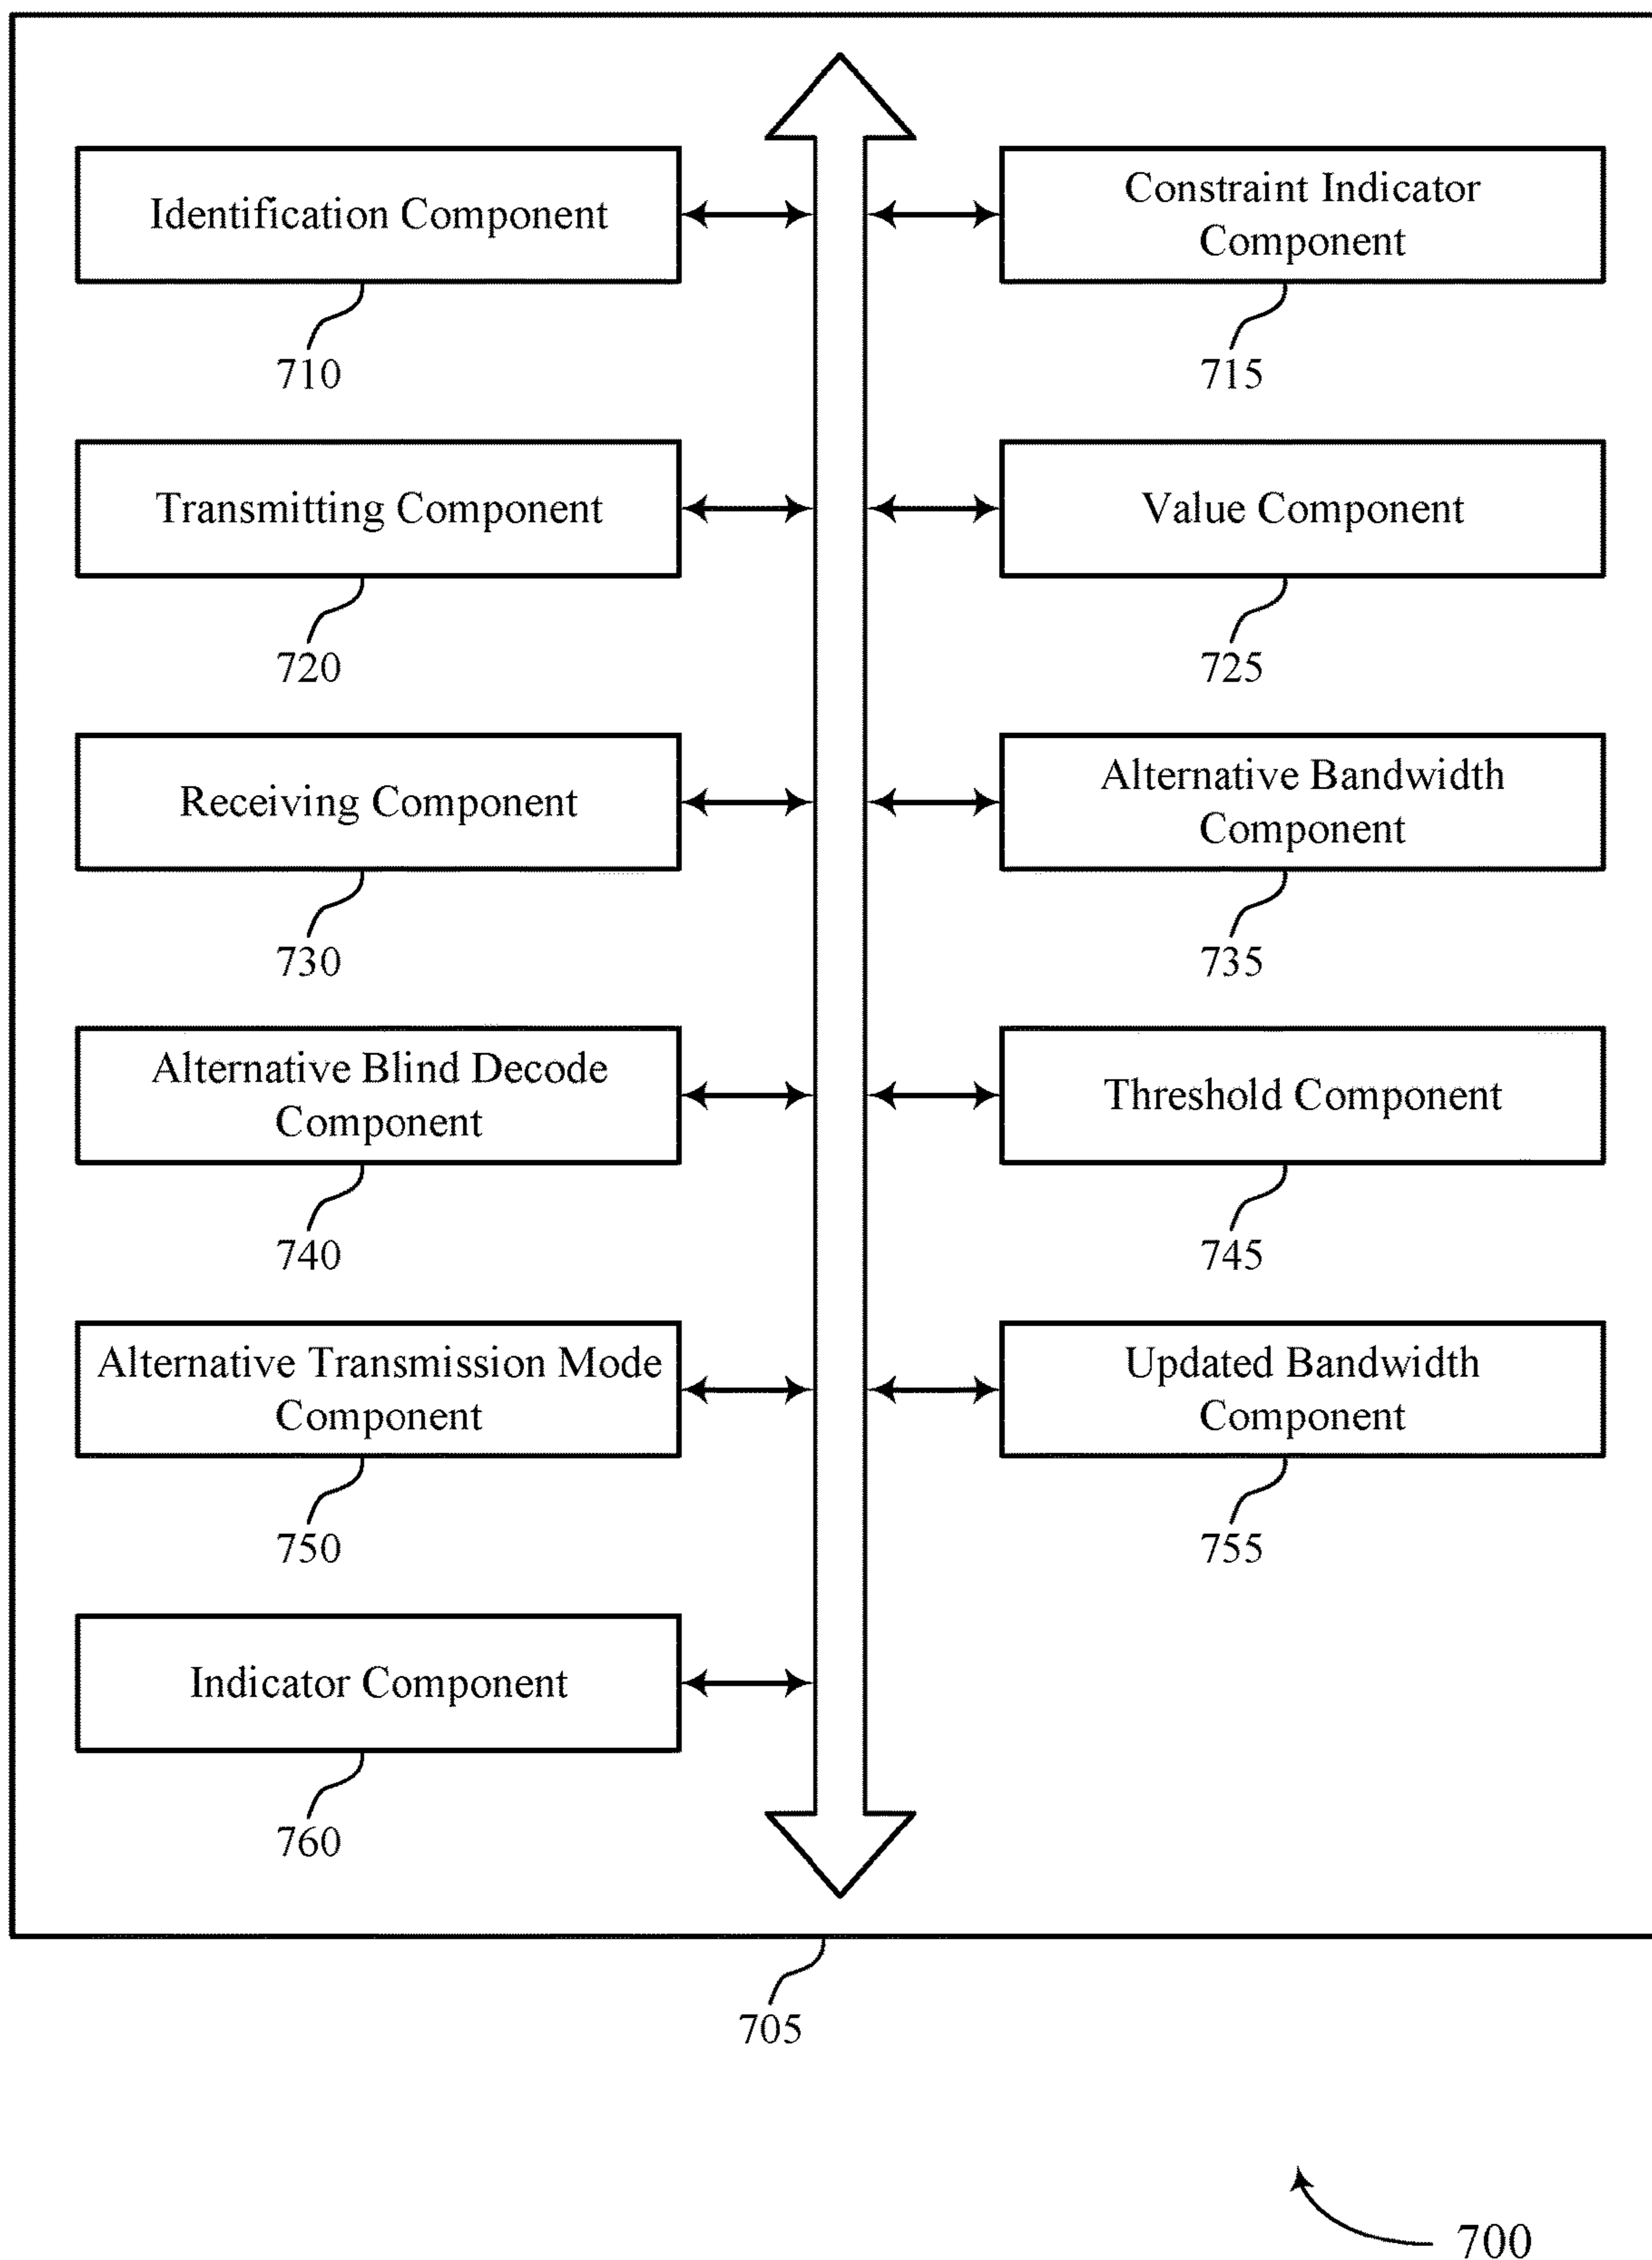 Identification Component
710
Constraint Indicator
Component
715
Transmitting Component
720
Value Component
725
Receiving Component
730
Alternative Bandwidth
Component
735
Alternative Blind Decode
Component
740
Threshold Component
745
Alternative Transmission Mode
Component
750
Updated Bandwidth
Component
755
Indicator Component
760
705
700